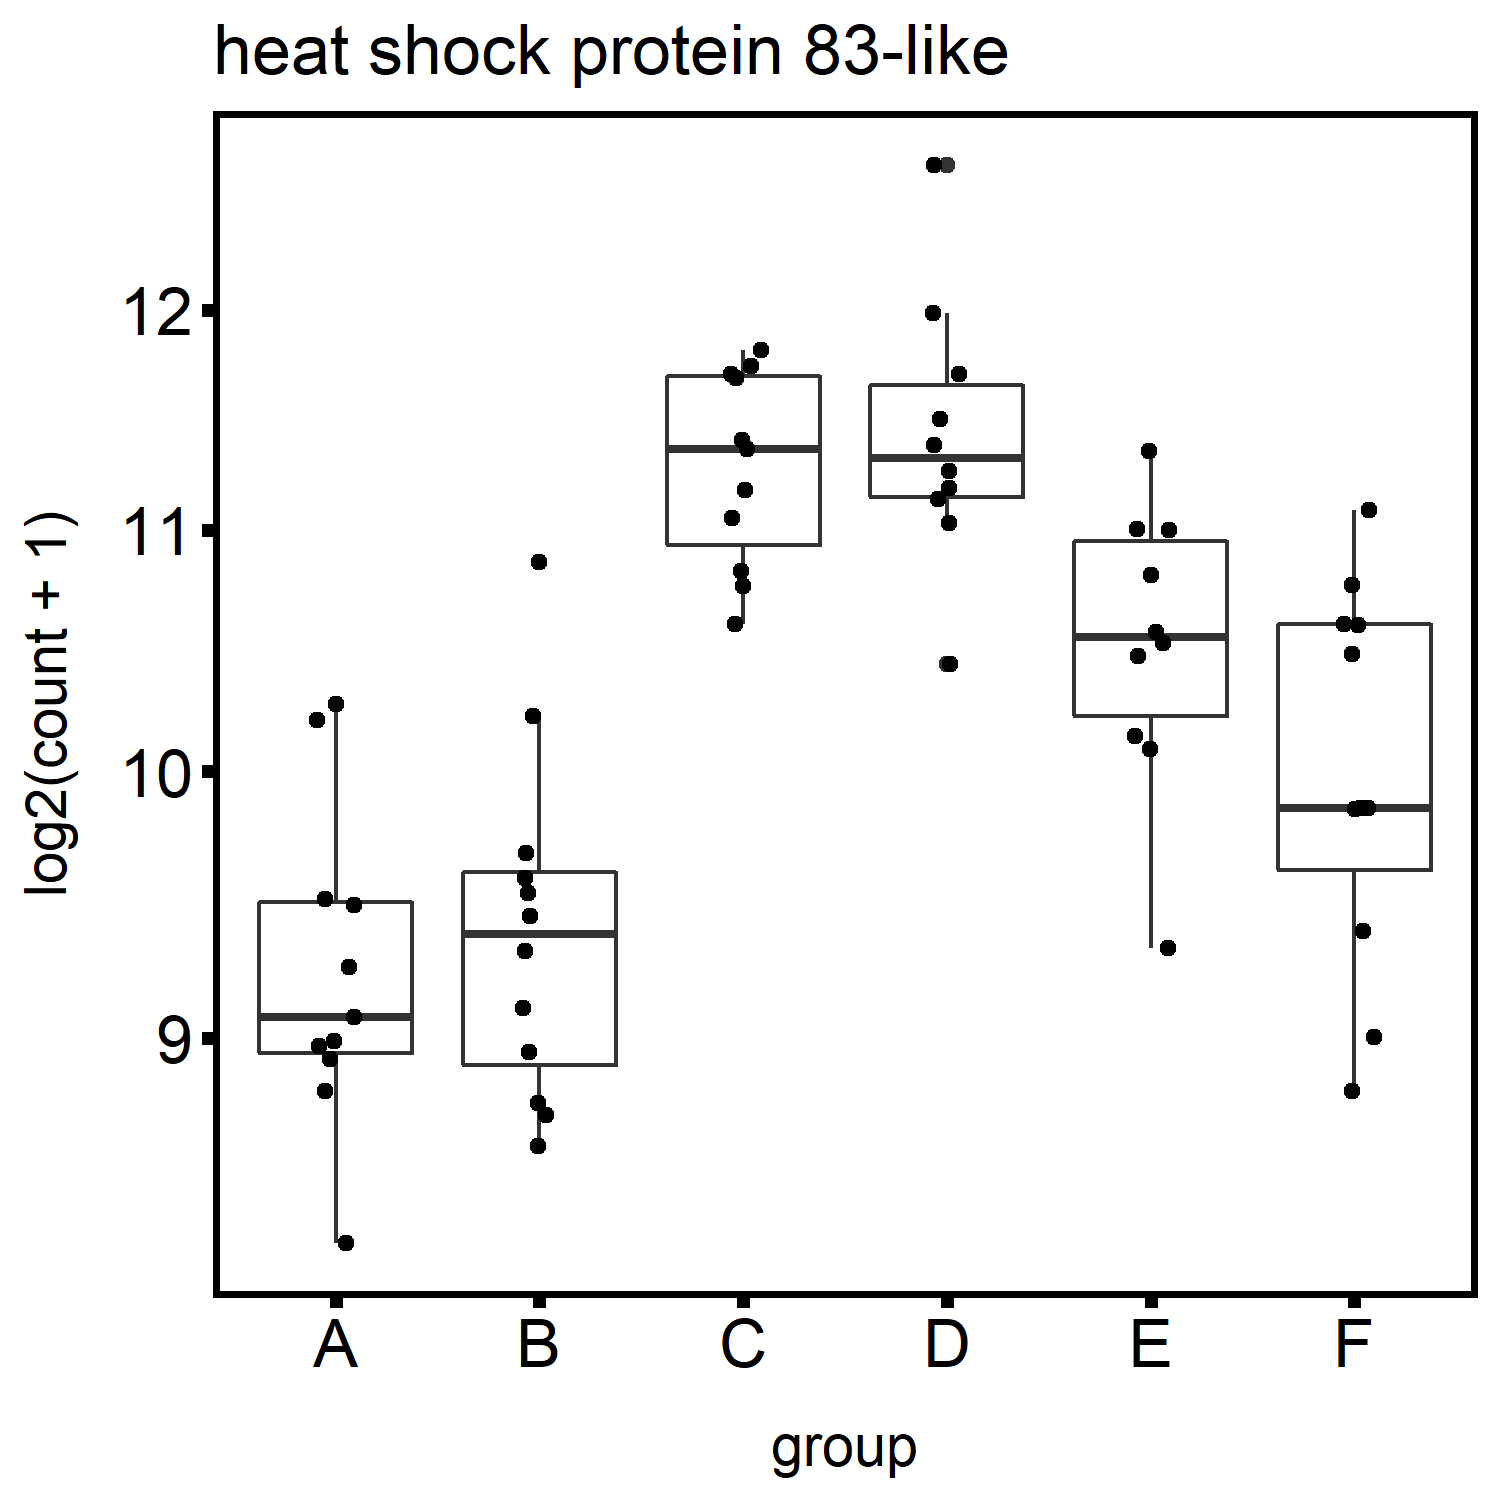 heat shock protein 83-like
log2(count + 1)
12
11
10
9
A B C D E F
group